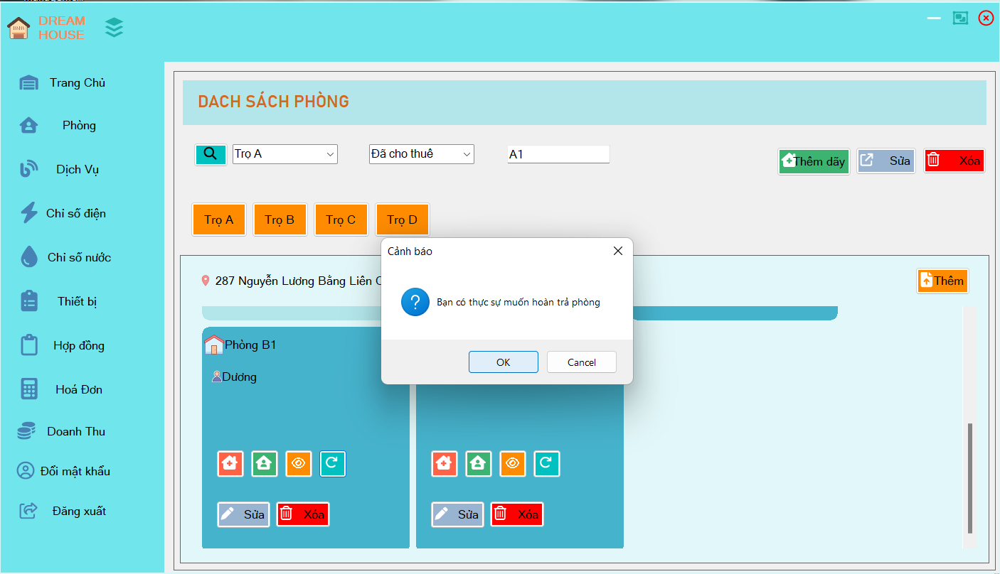 DREAM
HOUSE
Trang Chủ
Phòng
Dịch Vụ
Chỉ số điện
Chỉ số nước
Thiết bị
Hợp đồng
Hoá Đơn
Doanh Thu
Đổi mật khẩu
Đăng xuất
DACH SÁCH PHÒNG
Trọ A
Đã cho thuê
A1
Thêm dãy
Sửa
Xóa
Trọ A
Trọ B
Trọ C
Trọ D
287 Nguyễn Lương Bằng Liên
Thêm
Cảnh báo
Bạn có thực sự muốn hoàn trả phòng
OK
Cancel
Phòng B1
Dương
Sửa
Xóa
Sửa
Xóa